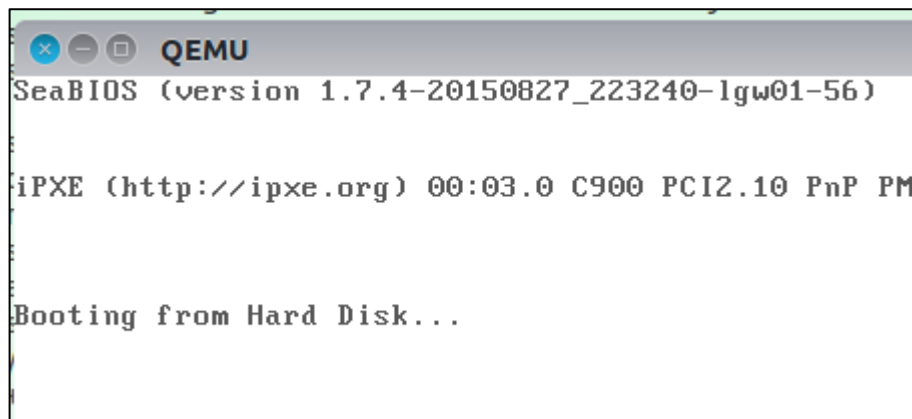 QEMU
SeaBIOS (version 1.7.4-20150827_223240-lgw01-56)
iPXE (http://ipxe.org) 00:03.0 C900 PCI2.10 PnP PM
Booting from Hard Disk...